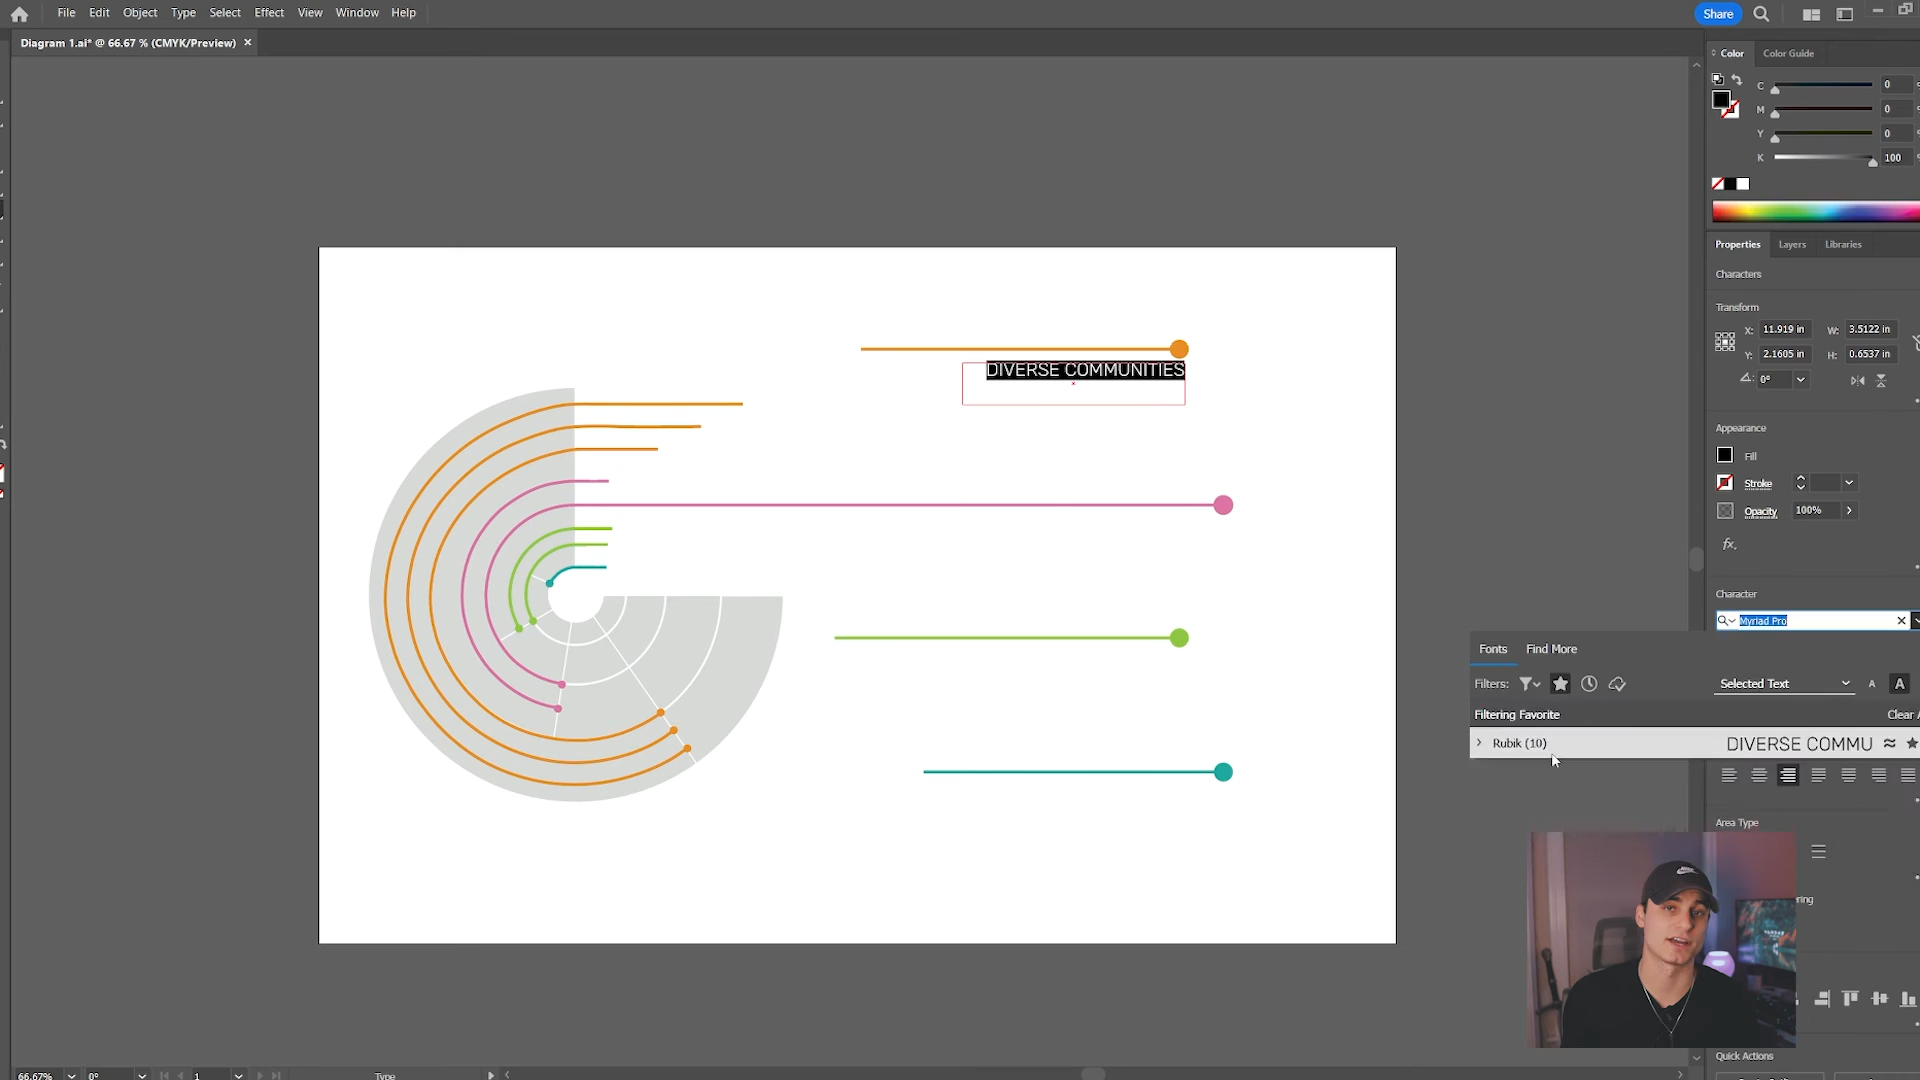 File Edit Object Type Select Effect View Window Help
Share
Diagram 1.ai* @ 66.67 % (CMYK/Preview) ×
Color Color Guide
C 0
M 0
Y 0
K 100
Properties Layers Libraries
Characters
Transform
X: 11.919 in W: 3.5122 in
Y: 2.1605 in H: 0.6537 in
0°
DIVERSE COMMUNITIES
Appearance
Fill
Stroke
Opacity 100%
fx.
Character
Myriad Pro
Fonts Find More
Filters: Selected Text A A
Filtering Favorite Clear
Rubik (10) DIVERSE COMMU
Area Type
Quick Actions
66.67% 0° 1 Type